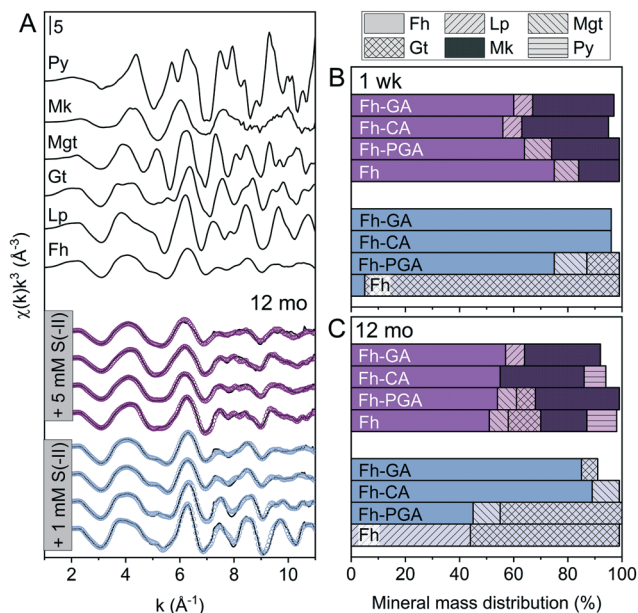 A
5
Py
Mk
Mgt
Gt
Lp
Fh
12 mo
+ 5 mM S(-II)
+ 1 mM S(-II)
χ(k)k³ (Å⁻³)
2 4 6 8 10
k (Å⁻¹)
Fh Lp Mgt
Gt Mk Py
B
1 wk
Fh-GA
Fh-CA
Fh-PGA
Fh
Fh-GA
Fh-CA
Fh-PGA
Fh
C
12 mo
Fh-GA
Fh-CA
Fh-PGA
Fh
Fh-GA
Fh-CA
Fh-PGA
Fh
0 20 40 60 80 100
Mineral mass distribution (%)